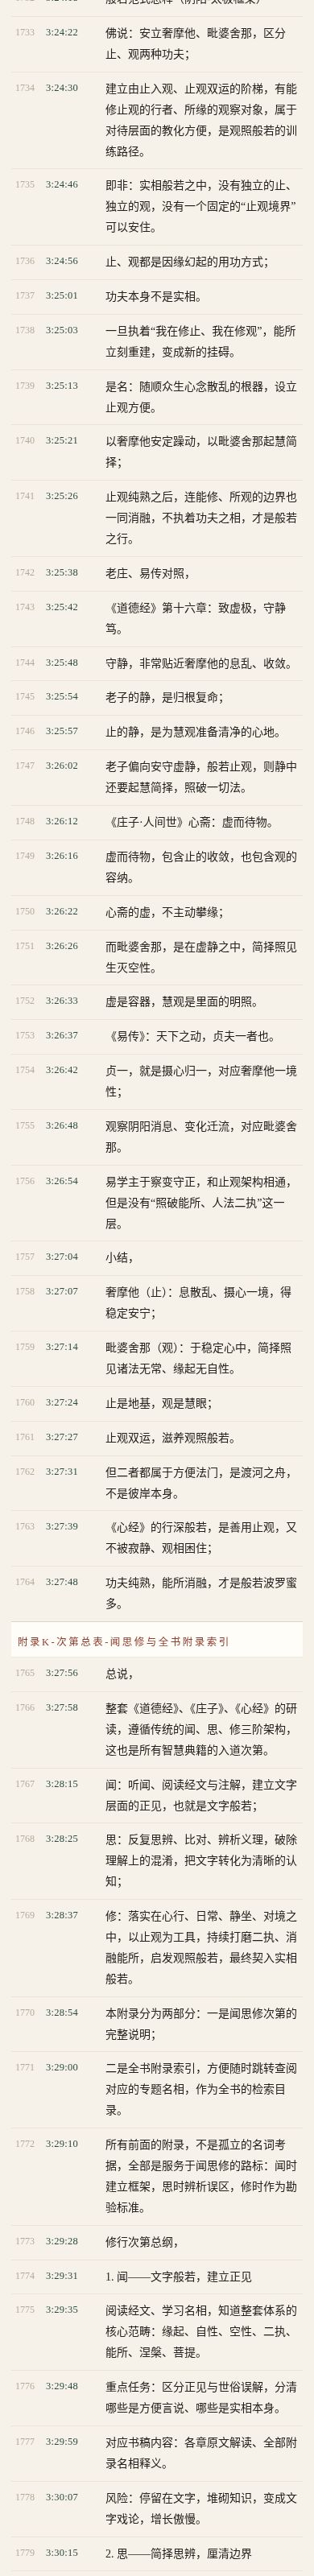 1733 3:24:22 佛说：安立奢摩他、毗婆舍那，区分
止、观两种功夫；
1734 3:24:30 建立由止入观、止观双运的阶梯，有能
修止观的行者、所缘的观察对象，属于
对待层面的教化方便，是观照般若的训
练路径。
1735 3:24:46 即非：实相般若之中，没有独立的止、
独立的观，没有一个固定的“止观境界”
可以安住。
1736 3:24:56 止、观都是因缘幻起的用功方式；
1737 3:25:01 功夫本身不是实相。
1738 3:25:03 一旦执着“我在修止、我在修观”，能所
立刻重建，变成新的挂碍。
1739 3:25:13 是名：随顺众生心念散乱的根器，设立
止观方便。
1740 3:25:21 以奢摩他安定躁动，以毗婆舍那起慧简
择；
1741 3:25:26 止观纯熟之后，连能修、所观的边界也
一同消融，不执着功夫之相，才是般若
之行。
1742 3:25:38 老庄、易传对照，
1743 3:25:42 《道德经》第十六章：致虚极，守静
笃。
1744 3:25:48 守静，非常贴近奢摩他的息乱、收敛。
1745 3:25:54 老子的静，是归根复命；
1746 3:25:57 止的静，是为慧观准备清净的心地。
1747 3:26:02 老子偏向安守虚静，般若止观，则静中
还要起慧简择，照破一切法。
1748 3:26:12 《庄子·人间世》心斋：虚而待物。
1749 3:26:16 虚而待物，包含止的收敛，也包含观的
容纳。
1750 3:26:22 心斋的虚，不主动攀缘；
1751 3:26:26 而毗婆舍那，是在虚静之中，简择照见
生灭空性。
1752 3:26:33 虚是容器，慧观是里面的明照。
1753 3:26:37 《易传》：天下之动，贞夫一者也。
1754 3:26:42 贞一，就是摄心归一，对应奢摩他一境
性；
1755 3:26:48 观察阴阳消息、变化迁流，对应毗婆舍
那。
1756 3:26:54 易学主于察变守正，和止观架构相通，
但是没有“照破能所、人法二执”这一
层。
1757 3:27:04 小结，
1758 3:27:07 奢摩他（止）：息散乱、摄心一境，得
稳定安宁；
1759 3:27:14 毗婆舍那（观）：于稳定心中，简择照
见诸法无常、缘起无自性。
1760 3:27:24 止是地基，观是慧眼；
1761 3:27:27 止观双运，滋养观照般若。
1762 3:27:31 但二者都属于方便法门，是渡河之舟，
不是彼岸本身。
1763 3:27:39 《心经》的行深般若，是善用止观，又
不被寂静、观相困住；
1764 3:27:48 功夫纯熟，能所消融，才是般若波罗蜜
多。
附录K-次第总表-闻思修与全书附录索引
1765 3:27:56 总说，
1766 3:27:58 整套《道德经》、《庄子》、《心经》的研
读，遵循传统的闻、思、修三阶架构，
这也是所有智慧典籍的入道次第。
1767 3:28:15 闻：听闻、阅读经文与注解，建立文字
层面的正见，也就是文字般若；
1768 3:28:25 思：反复思辨、比对、辨析义理，破除
理解上的混淆，把文字转化为清晰的认
知；
1769 3:28:37 修：落实在心行、日常、静坐、对境之
中，以止观为工具，持续打磨二执、消
融能所，启发观照般若，最终契入实相
般若。
1770 3:28:54 本附录分为两部分：一是闻思修次第的
完整说明；
1771 3:29:00 二是全书附录索引，方便随时跳转查阅
对应的专题名相，作为全书的检索目
录。
1772 3:29:10 所有前面的附录，不是孤立的名词考
据，全部是服务于闻思修的路标：闻时
建立框架，思时辨析误区，修时作为勘
验标准。
1773 3:29:28 修行次第总纲，
1774 3:29:31 1. 闻——文字般若，建立正见
1775 3:29:35 阅读经文、学习名相，知道整套体系的
核心范畴：缘起、自性、空性、二执、
能所、涅槃、菩提。
1776 3:29:48 重点任务：区分正见与世俗误解，分清
哪些是方便言说、哪些是实相本身。
1777 3:29:59 对应书稿内容：各章原文解读、全部附
录名相释义。
1778 3:30:07 风险：停留在文字，堆砌知识，变成文
字戏论，增长傲慢。
1779 3:30:15 2. 思——简择思辨，厘清边界